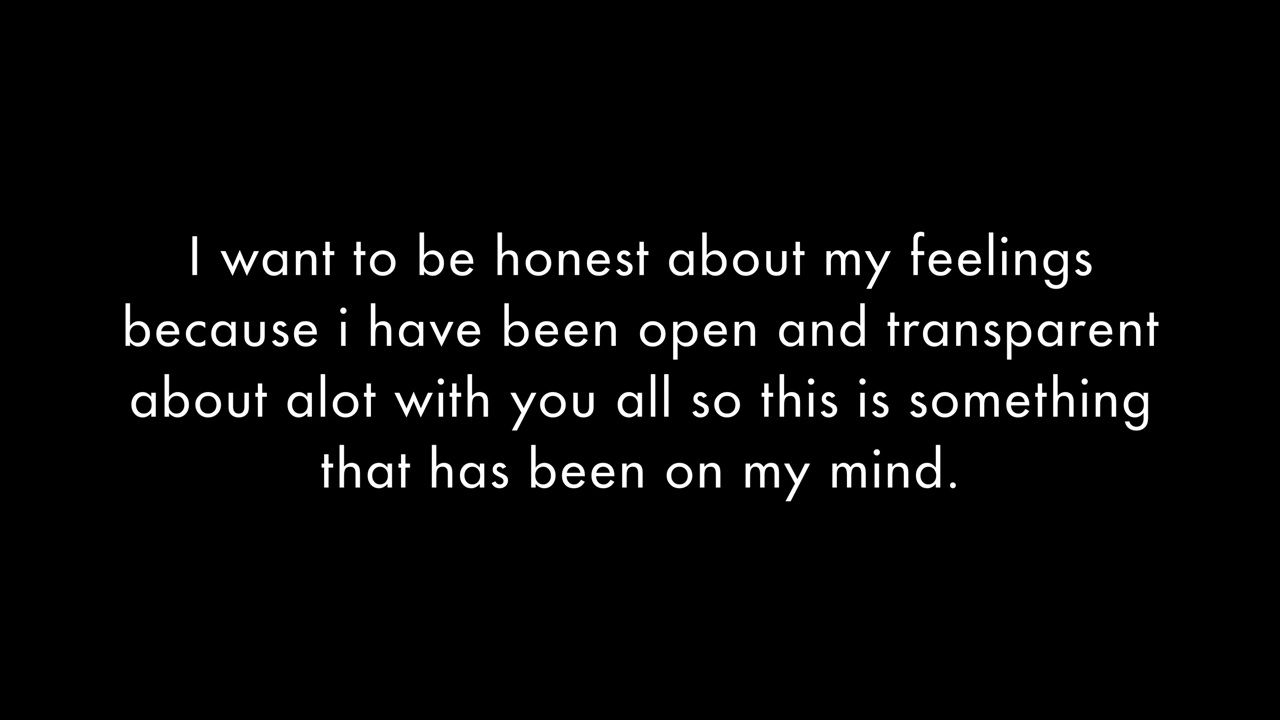 I want to be honest about my feelings
because i have been open and transparent
about alot with you all so this is something
that has been on my mind.